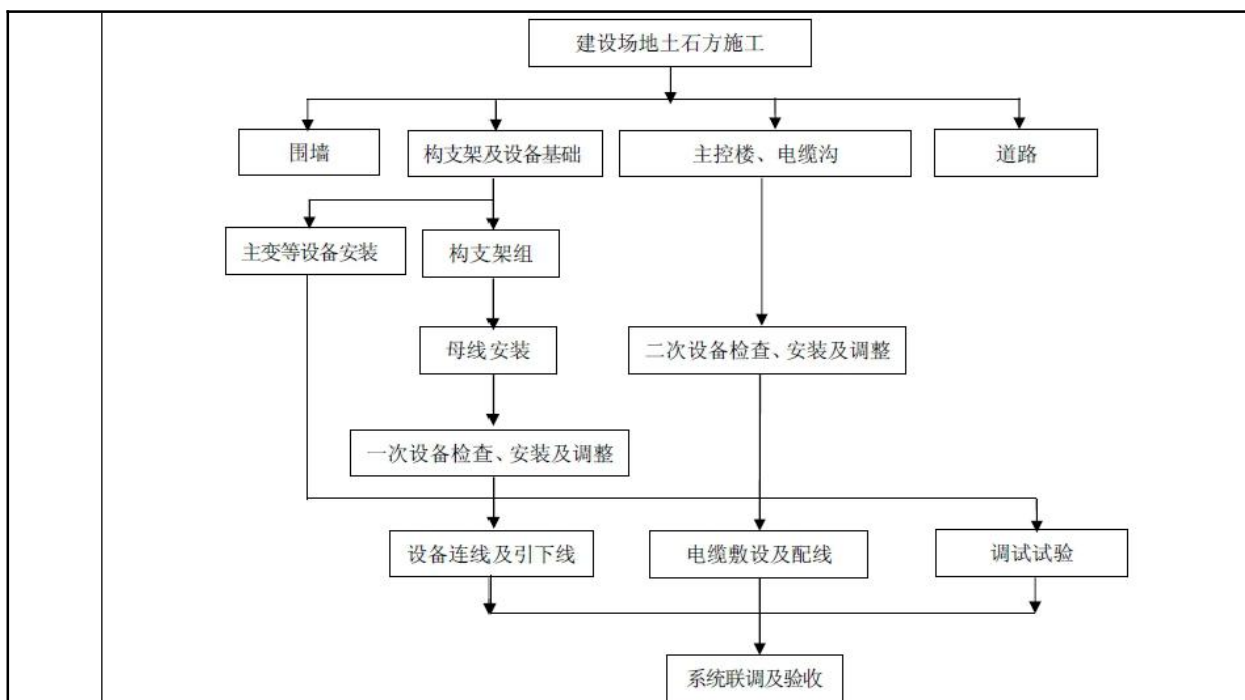 建设场地土石方施工
围墙
构支架及设备基础
主控楼、电缆沟
道路
主变等设备安装
构支架组
母线安装
二次设备检查、安装及调整
一次设备检查、安装及调整
设备连线及引下线
电缆敷设及配线
调试试验
系统联调及验收